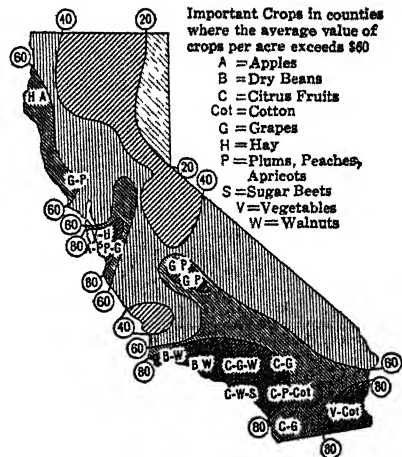 Important Crops in counties
where the average value of
crops per acre exceeds $60
A = Apples
B = Dry Beans
C = Citrus Fruits
Cot = Cotton
G = Grapes
H = Hay
P = Plums, Peaches,
Apricots
S = Sugar Beets
V = Vegetables
W = Walnuts
40 20
60
H A
20
40
G-P
60
80
80
P-G
60
60
G P
G P
40
60
80
B-W B W C-G-W C-G
60
80
C-W-S C-P-Cot
V-Cot
80 C-G
80